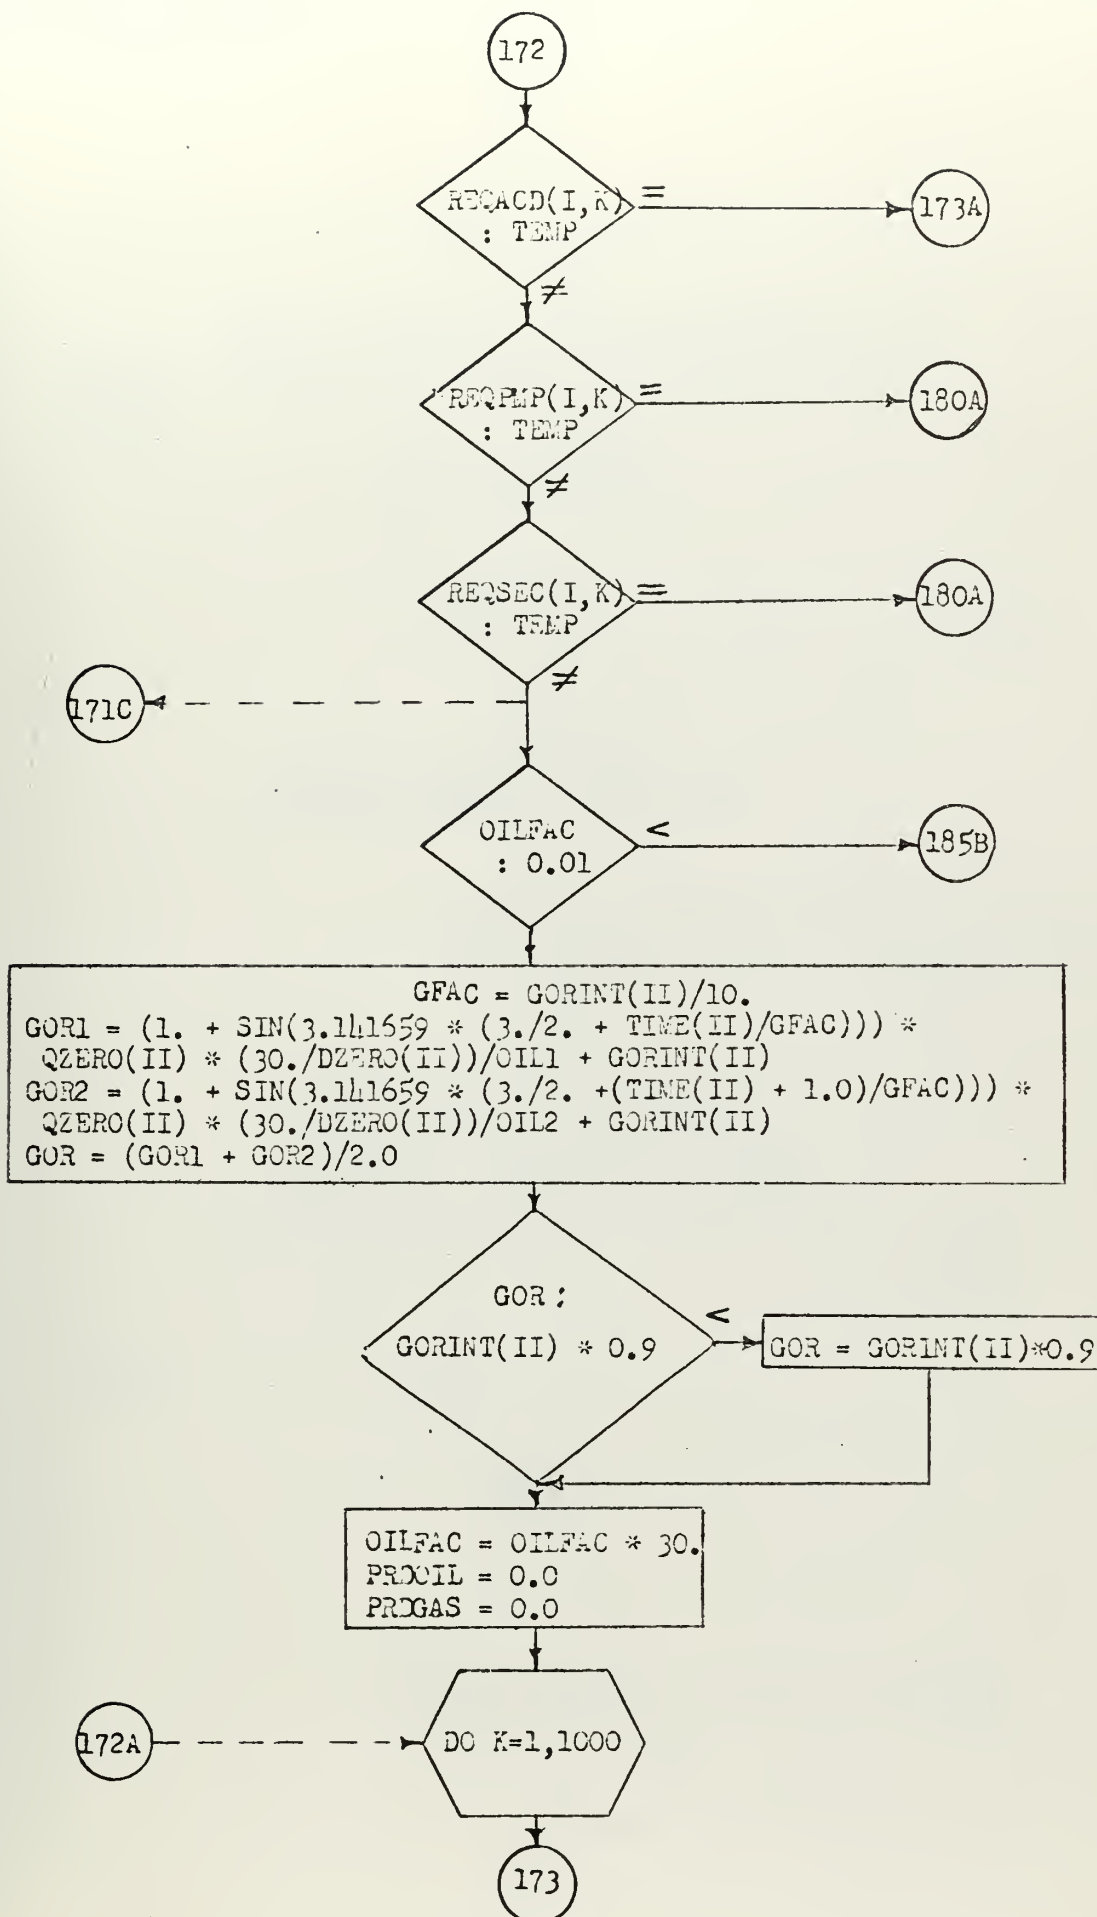 172
REQACD(I,K) =
: TEMP
173A
≠
REQPMP(I,K) =
: TEMP
180A
≠
REQSEC(I,K) =
: TEMP
180A
≠
171C
OILFAC <
: 0.01
185B
GFAC = GORINT(II)/10.
GOR1 = (1. + SIN(3.141659 * (3./2. + TIME(II)/GFAC))) *
QZERO(II) * (30./DZERO(II))/OIL1 + GORINT(II)
GOR2 = (1. + SIN(3.141659 * (3./2. +(TIME(II) + 1.0)/GFAC))) *
QZERO(II) * (30./DZERO(II))/OIL2 + GORINT(II)
GOR = (GOR1 + GOR2)/2.0
GOR :
GORINT(II) * 0.9
<
GOR = GORINT(II)*0.9
OILFAC = OILFAC * 30.
PRDOIL = 0.0
PRDGAS = 0.0
172A
DO K=1,1000
173